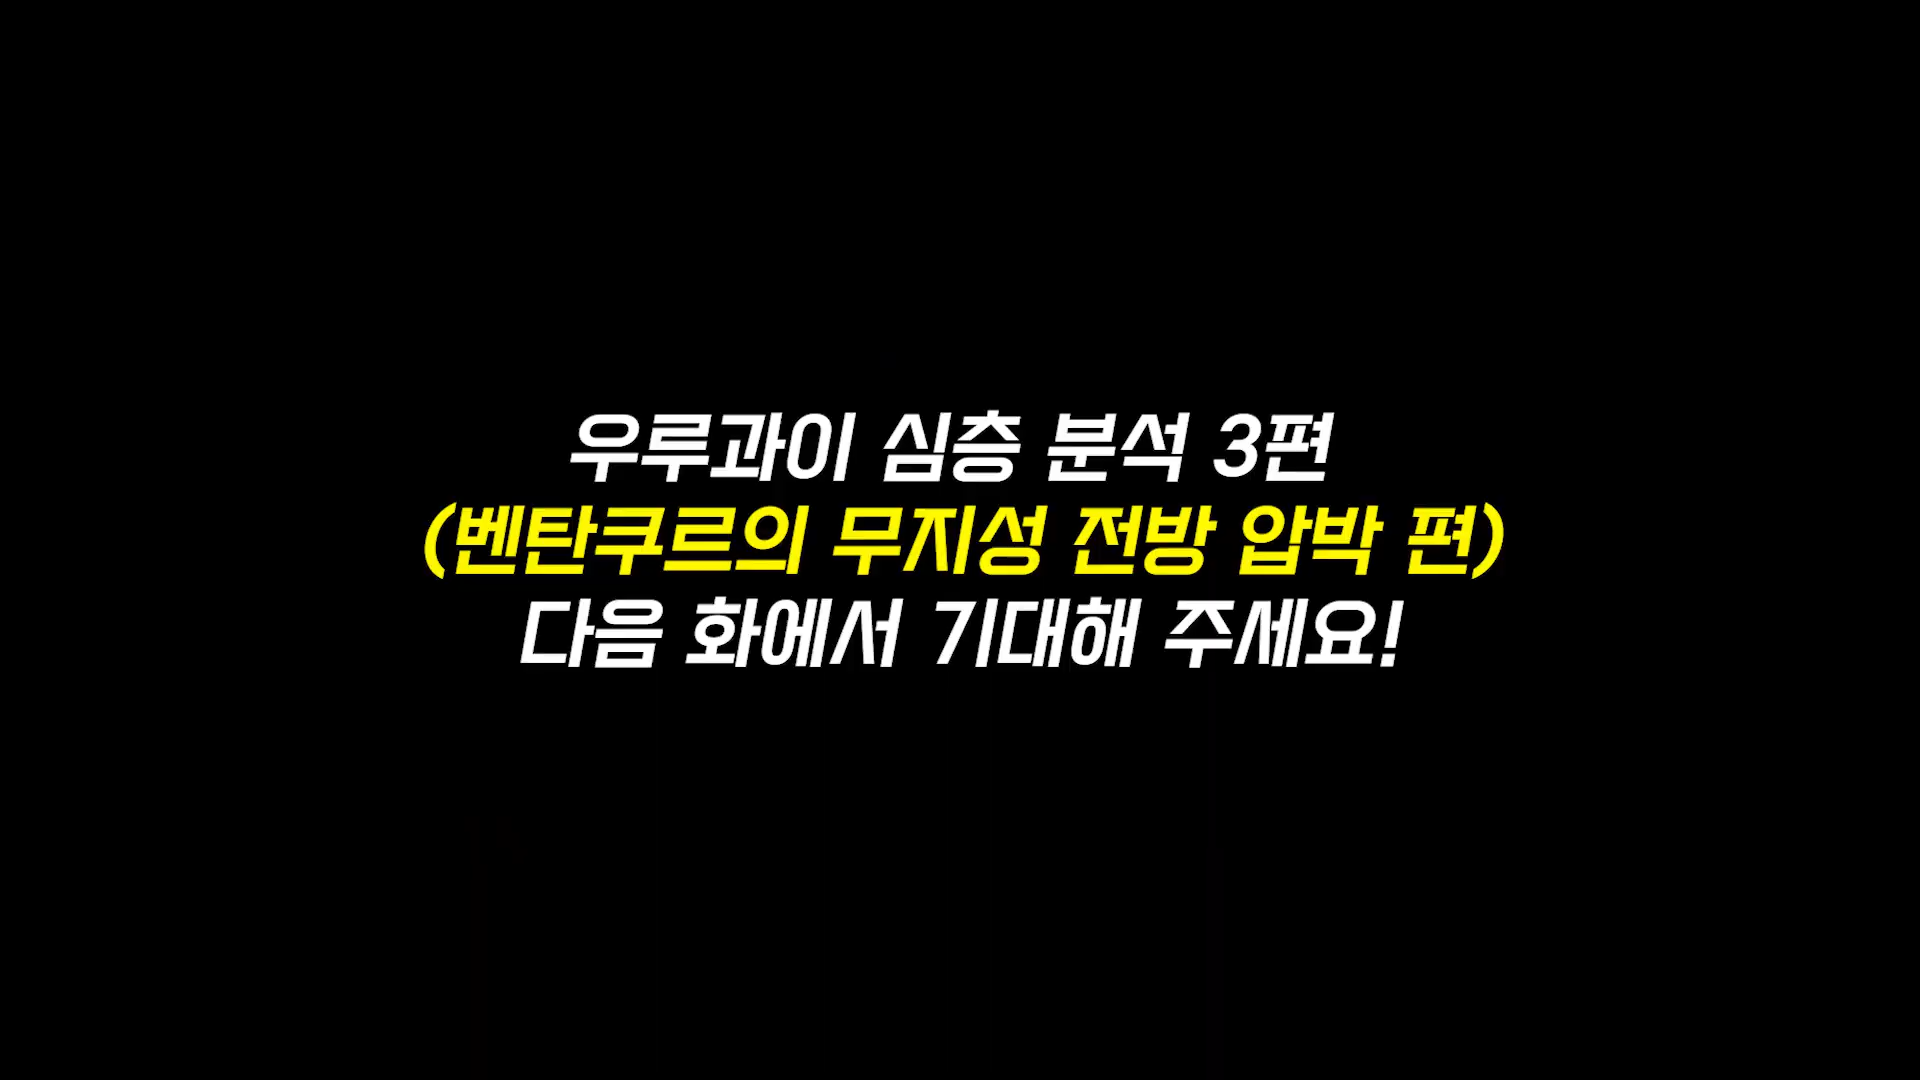 우루과이 심층 분석 3편
(벤탄쿠르의 무지성 전방 압박 편)
다음 화에서 기대해 주세요!